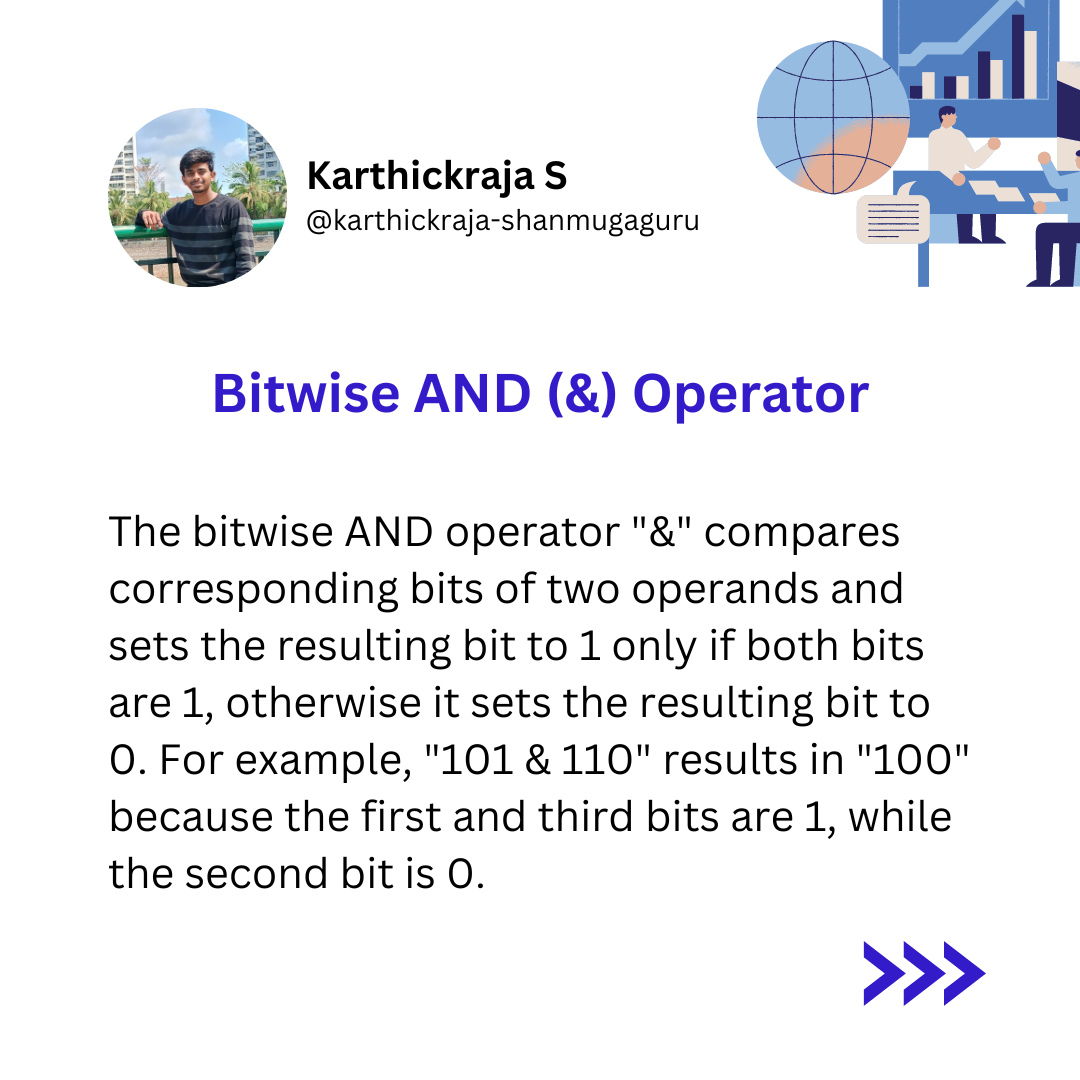 Karthickraja S
@karthickraja-shanmugaguru
Bitwise AND (&) Operator
The bitwise AND operator "&" compares
corresponding bits of two operands and
sets the resulting bit to 1 only if both bits
are 1, otherwise it sets the resulting bit to
0. For example, "101 & 110" results in "100"
because the first and third bits are 1, while
the second bit is 0.